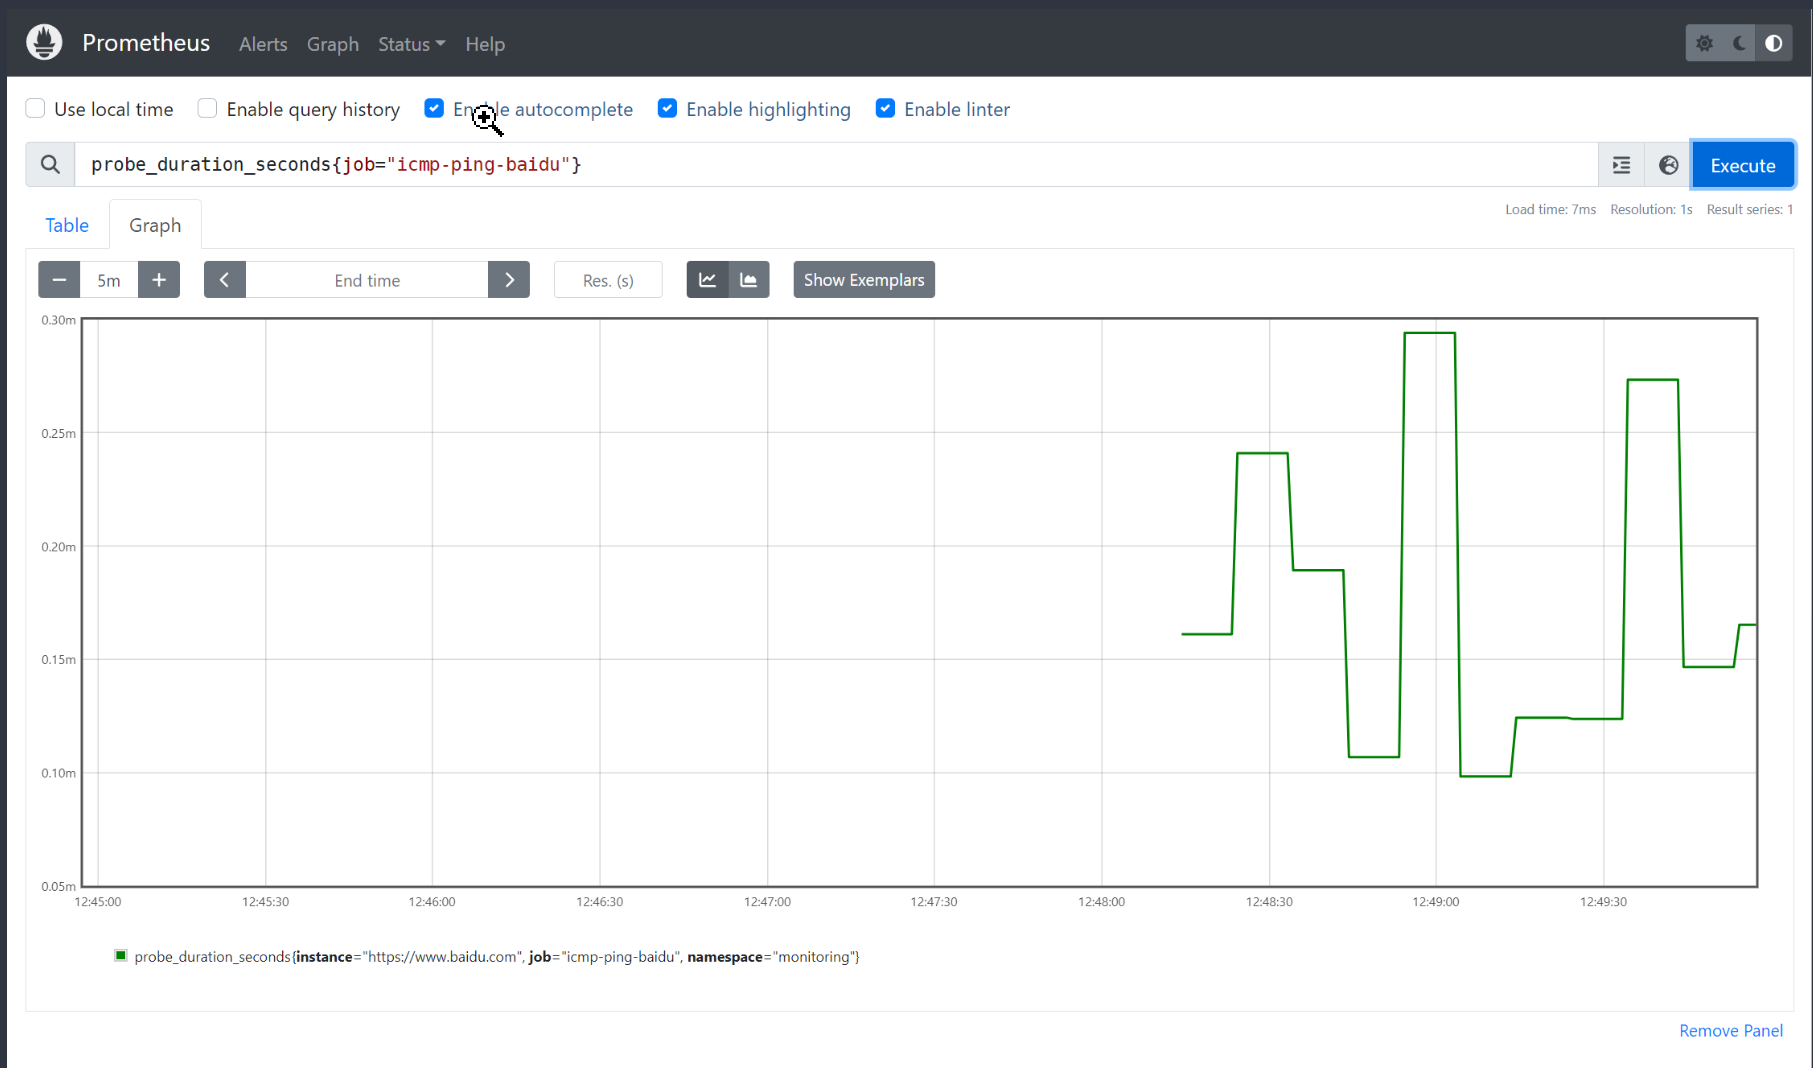 Prometheus Alerts Graph Status Help
Use local time Enable query history Enable autocomplete Enable highlighting Enable linter
probe_duration_seconds{job="icmp-ping-baidu"} Execute
Load time: 7ms Resolution: 1s Result series: 1
Table Graph
5m End time Res. (s) Show Exemplars
0.30m
0.25m
0.20m
0.15m
0.10m
0.05m
12:45:00 12:45:30 12:46:00 12:46:30 12:47:00 12:47:30 12:48:00 12:48:30 12:49:00 12:49:30
probe_duration_seconds{instance="https://www.baidu.com", job="icmp-ping-baidu", namespace="monitoring"}
Remove Panel